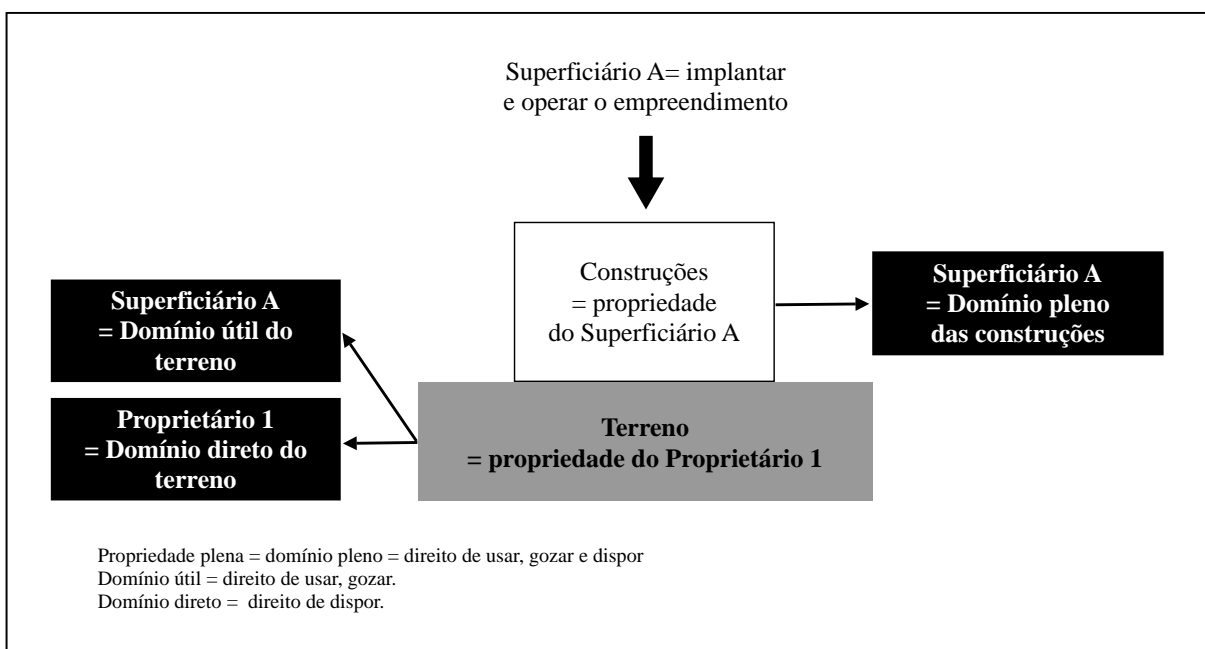 Superficiário A= implantar
e operar o empreendimento
Construções
= propriedade
do Superficiário A
Superficiário A
= Domínio pleno
das construções
Superficiário A
= Domínio útil do
terreno
Proprietário 1
= Domínio direto do
terreno
Terreno
= propriedade do Proprietário 1
Propriedade plena = domínio pleno = direito de usar, gozar e dispor
Domínio útil = direito de usar, gozar.
Domínio direto =  direito de dispor.